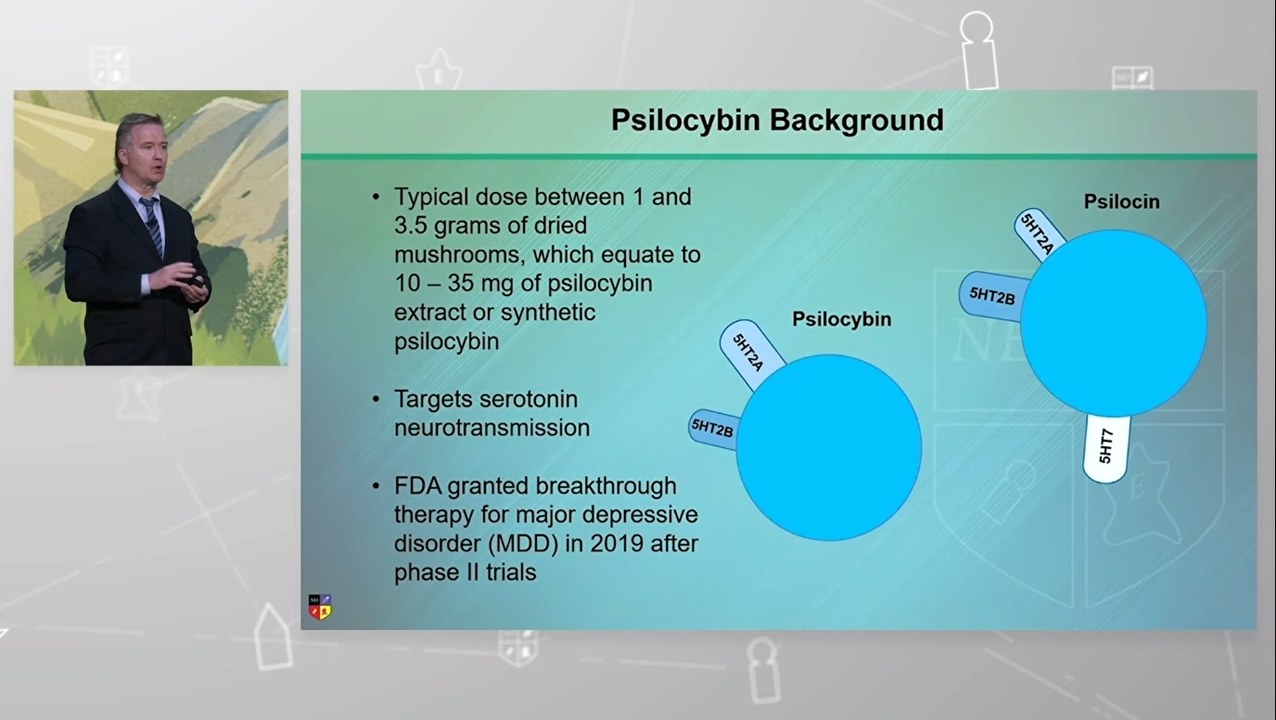 Psilocybin Background
• Typical dose between 1 and
3.5 grams of dried
mushrooms, which equate to
10 – 35 mg of psilocybin
extract or synthetic
psilocybin
• Targets serotonin
neurotransmission
• FDA granted breakthrough
therapy for major depressive
disorder (MDD) in 2019 after
phase II trials
Psilocybin
5HT2A
5HT2B
Psilocin
5HT2A
5HT2B
5HT7
NEI
E
E